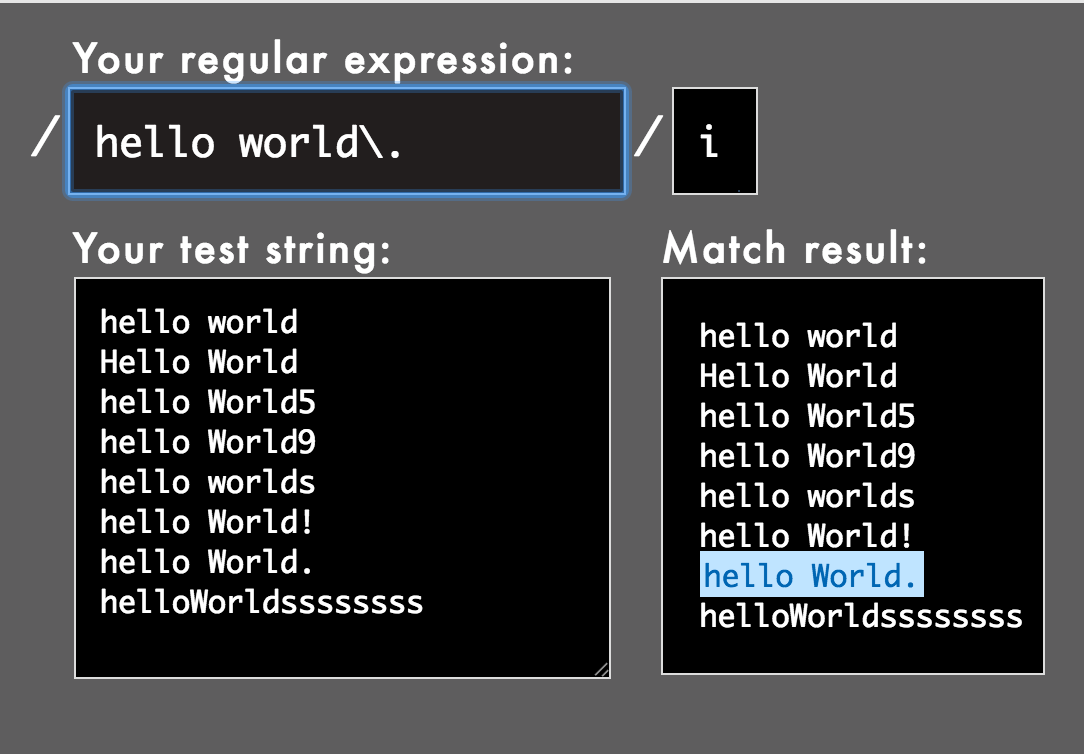 Your regular expression:
/ hello world\. / i
Your test string:
hello world
Hello World
hello World5
hello World9
hello worlds
hello World!
hello World.
helloWorldssssssss
Match result:
hello world
Hello World
hello World5
hello World9
hello worlds
hello World!
hello World.
helloWorldssssssss